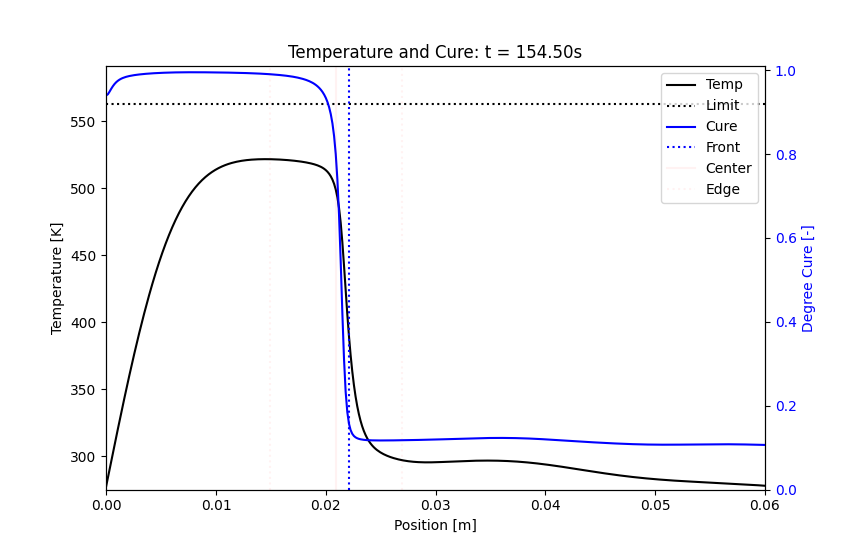 Temperature and Cure: t = 154.50s
Temp
Limit
Cure
Front
Center
Edge
Temperature [K]
550
500
450
400
350
300
Degree Cure [-]
1.0
0.8
0.6
0.4
0.2
0.0
0.00 0.01 0.02 0.03 0.04 0.05 0.06
Position [m]